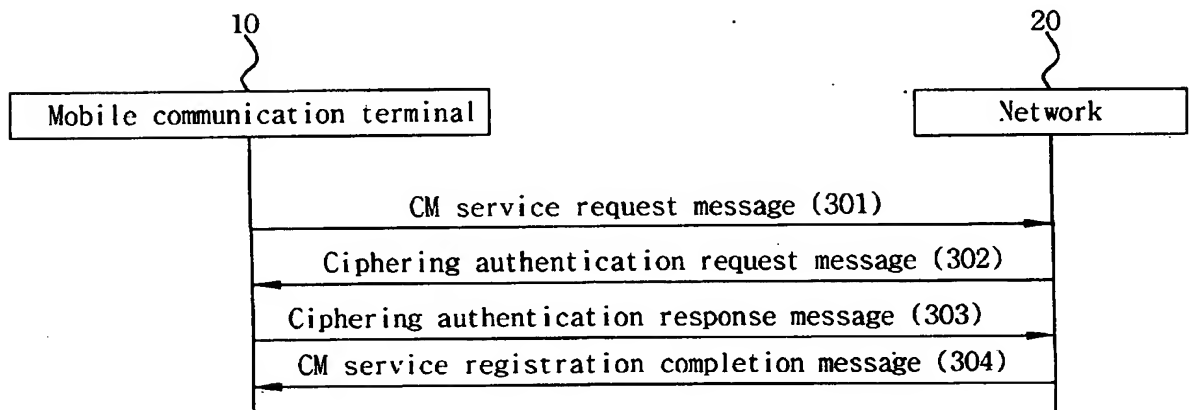 10
20
Mobile communication terminal
Network
CM service request message (301)
Ciphering authentication request message (302)
Ciphering authentication response message (303)
CM service registration completion message (304)